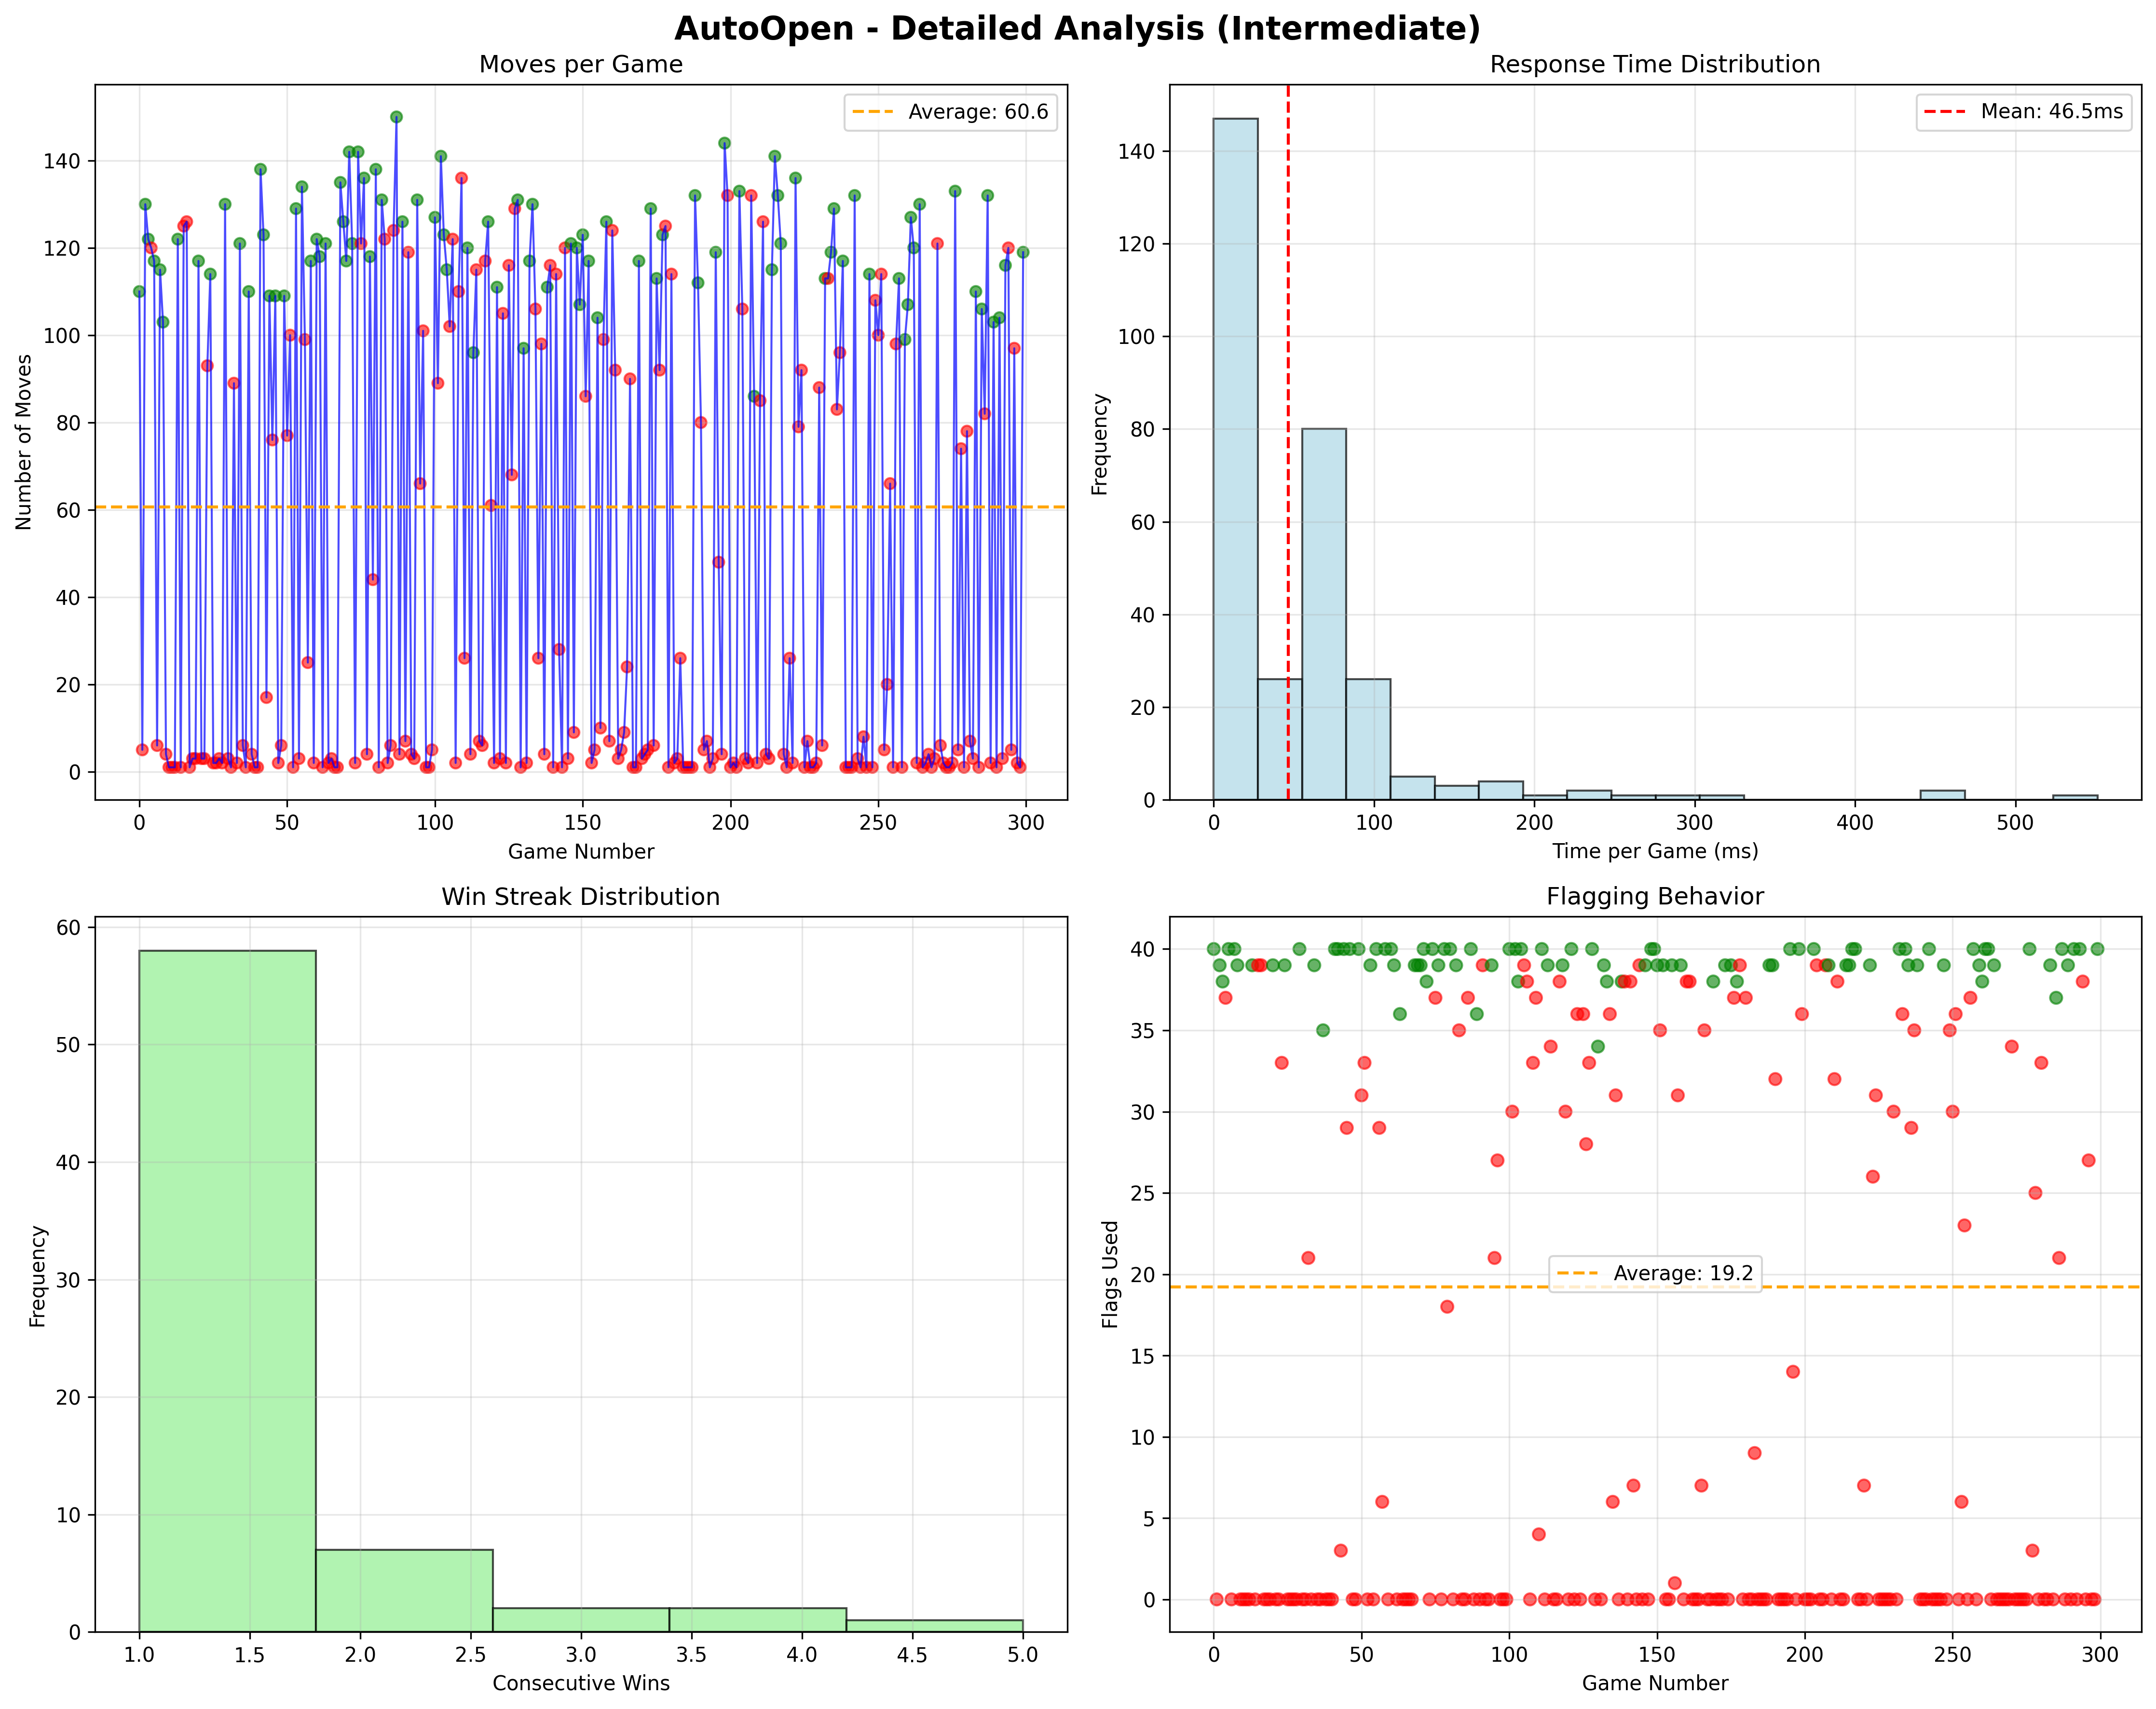 AutoOpen - Detailed Analysis (Intermediate)
Moves per Game
Number of Moves
140
120
100
80
60
40
20
0
Average: 60.6
0 50 100 150 200 250 300
Game Number
Response Time Distribution
Frequency
140
120
100
80
60
40
20
0
Mean: 46.5ms
0 100 200 300 400 500
Time per Game (ms)
Win Streak Distribution
Frequency
60
50
40
30
20
10
0
1.0 1.5 2.0 2.5 3.0 3.5 4.0 4.5 5.0
Consecutive Wins
Flagging Behavior
Flags Used
40
35
30
25
20
15
10
5
0
Average: 19.2
0 50 100 150 200 250 300
Game Number